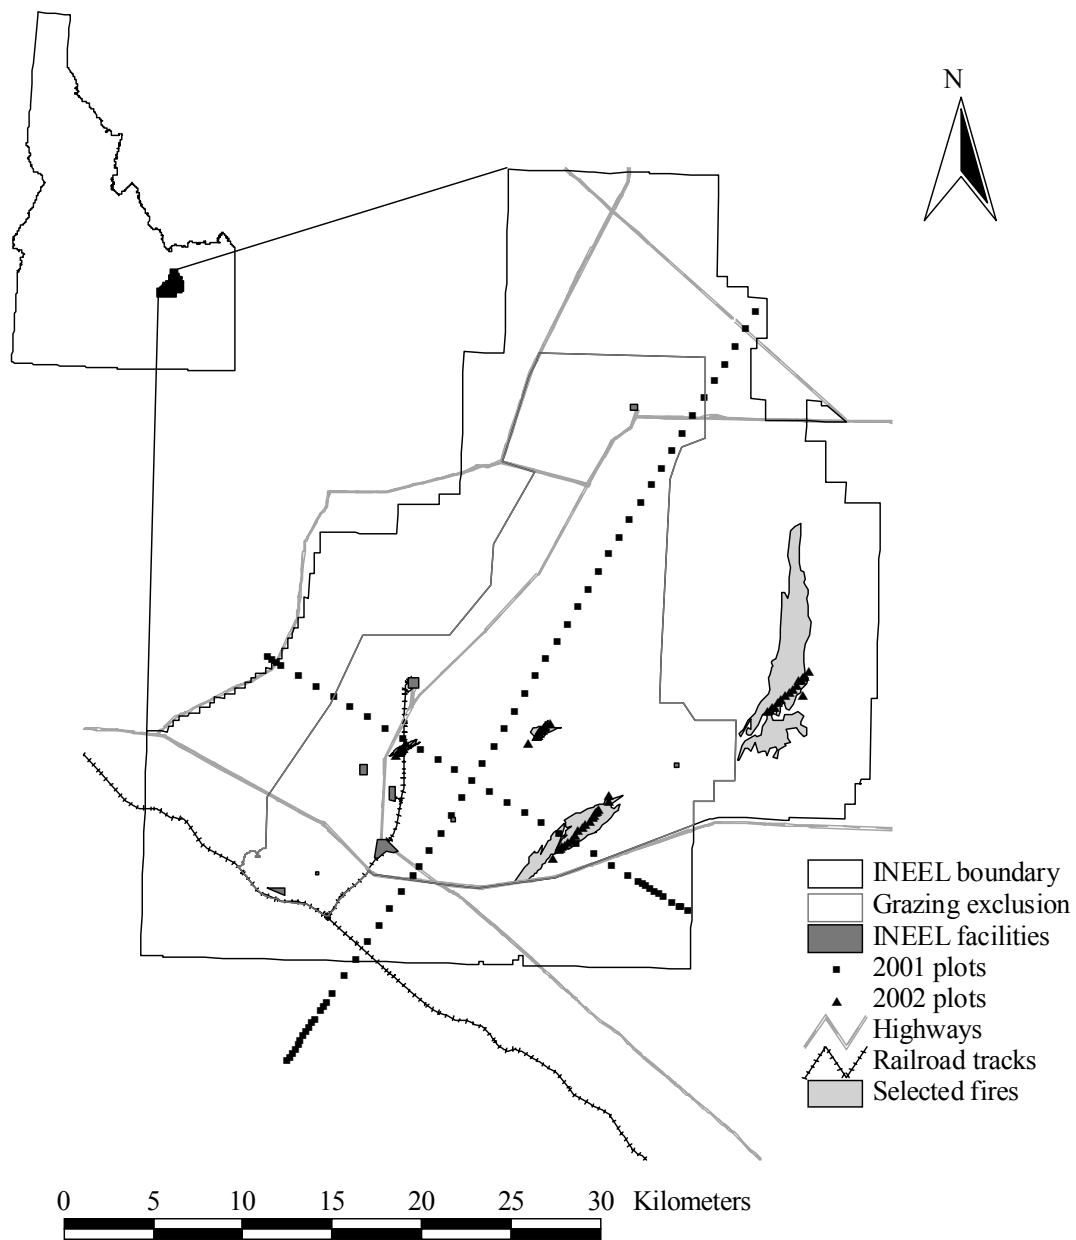 N
INEEL boundary
Grazing exclusion
INEEL facilities
2001 plots
2002 plots
Highways
Railroad tracks
Selected fires
0 5 10 15 20 25 30 Kilometers